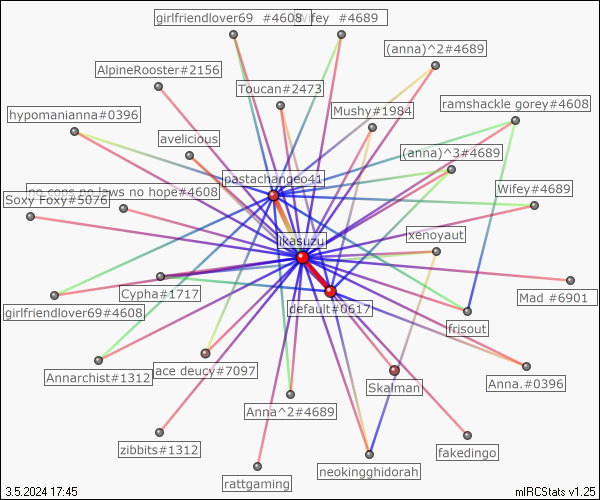 girlfriendlover69 #4608
Wifey #4689
(anna)^2#4689
AlpineRooster#2156
Toucan#2473
ramshackle gorey#4608
Mushy#1984
hypomanianna#0396
avelicious
(anna)^3#4689
pastachangeo41
no cops no laws no hope#4608
Wifey#4689
Soxy Foxy#5076
xenoyaut
ikasuzu
Cypha#1717
Mad #6901
default#0617
girlfriendlover69#4608
frisout
ace deucy#7097
Annarchist#1312
Anna.#0396
Skalman
Anna^2#4689
zibbits#1312
fakedingo
neokingghidorah
rattgaming
3.5.2024 17:45
mIRCStats v1.25